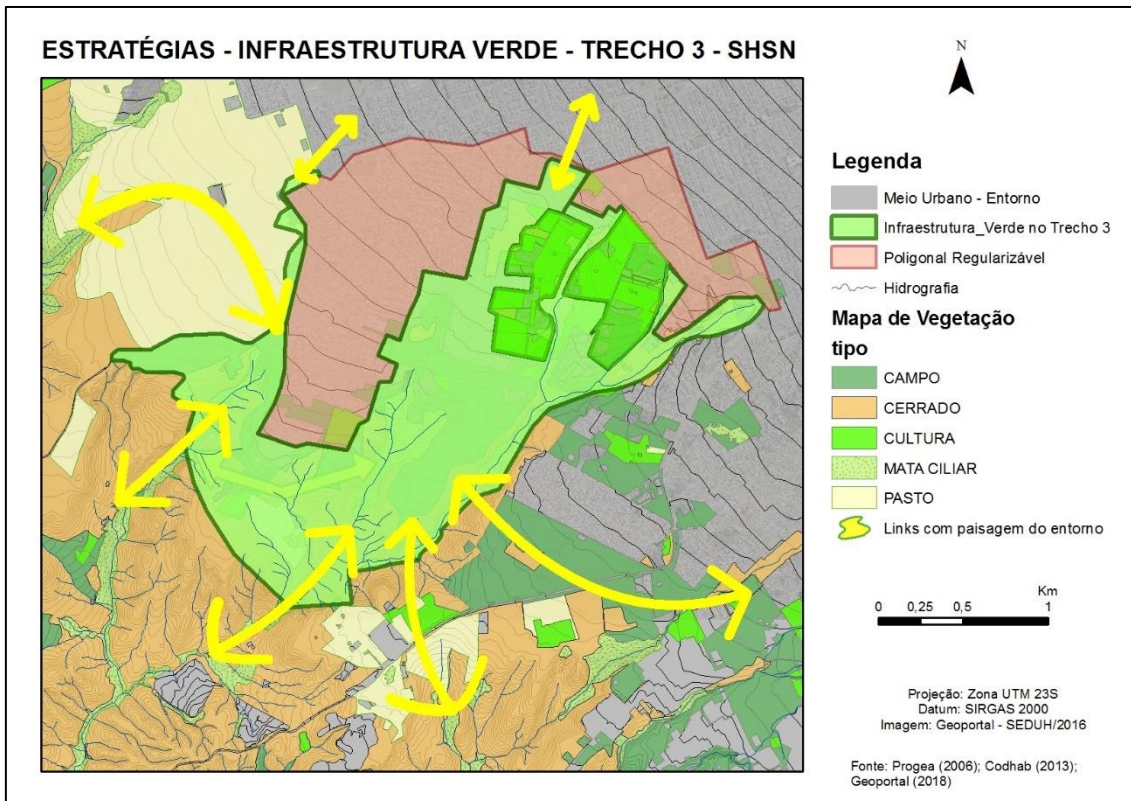 ESTRATÉGIAS - INFRAESTRUTURA VERDE - TRECHO 3 - SHSN
N
Legenda
Meio Urbano - Entorno
Infraestrutura_Verde no Trecho 3
Poligonal Regularizável
Hidrografia
Mapa de Vegetação
tipo
CAMPO
CERRADO
CULTURA
MATA CILIAR
PASTO
Links com paisagem do entorno
Km
0 0,25 0,5 1
Projeção: Zona UTM 23S
Datum: SIRGAS 2000
Imagem: Geoportal - SEDUH/2016
Fonte: Progea (2006); Codhab (2013);
Geoportal (2018)